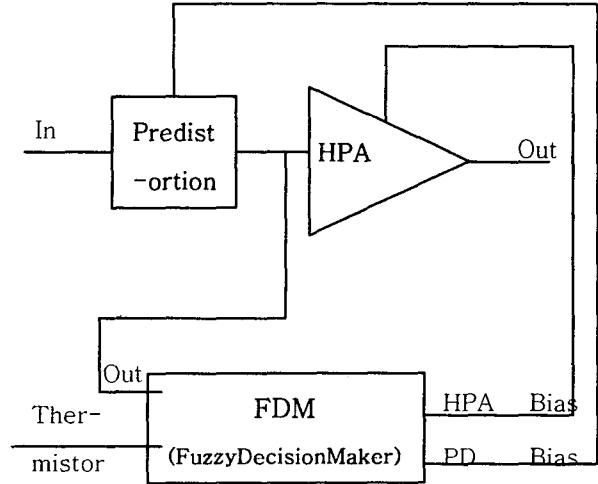 In
Predist
-ortion
HPA
Out
Out
Ther-
mistor
FDM
(FuzzyDecisionMaker)
HPA Bias
PD Bias